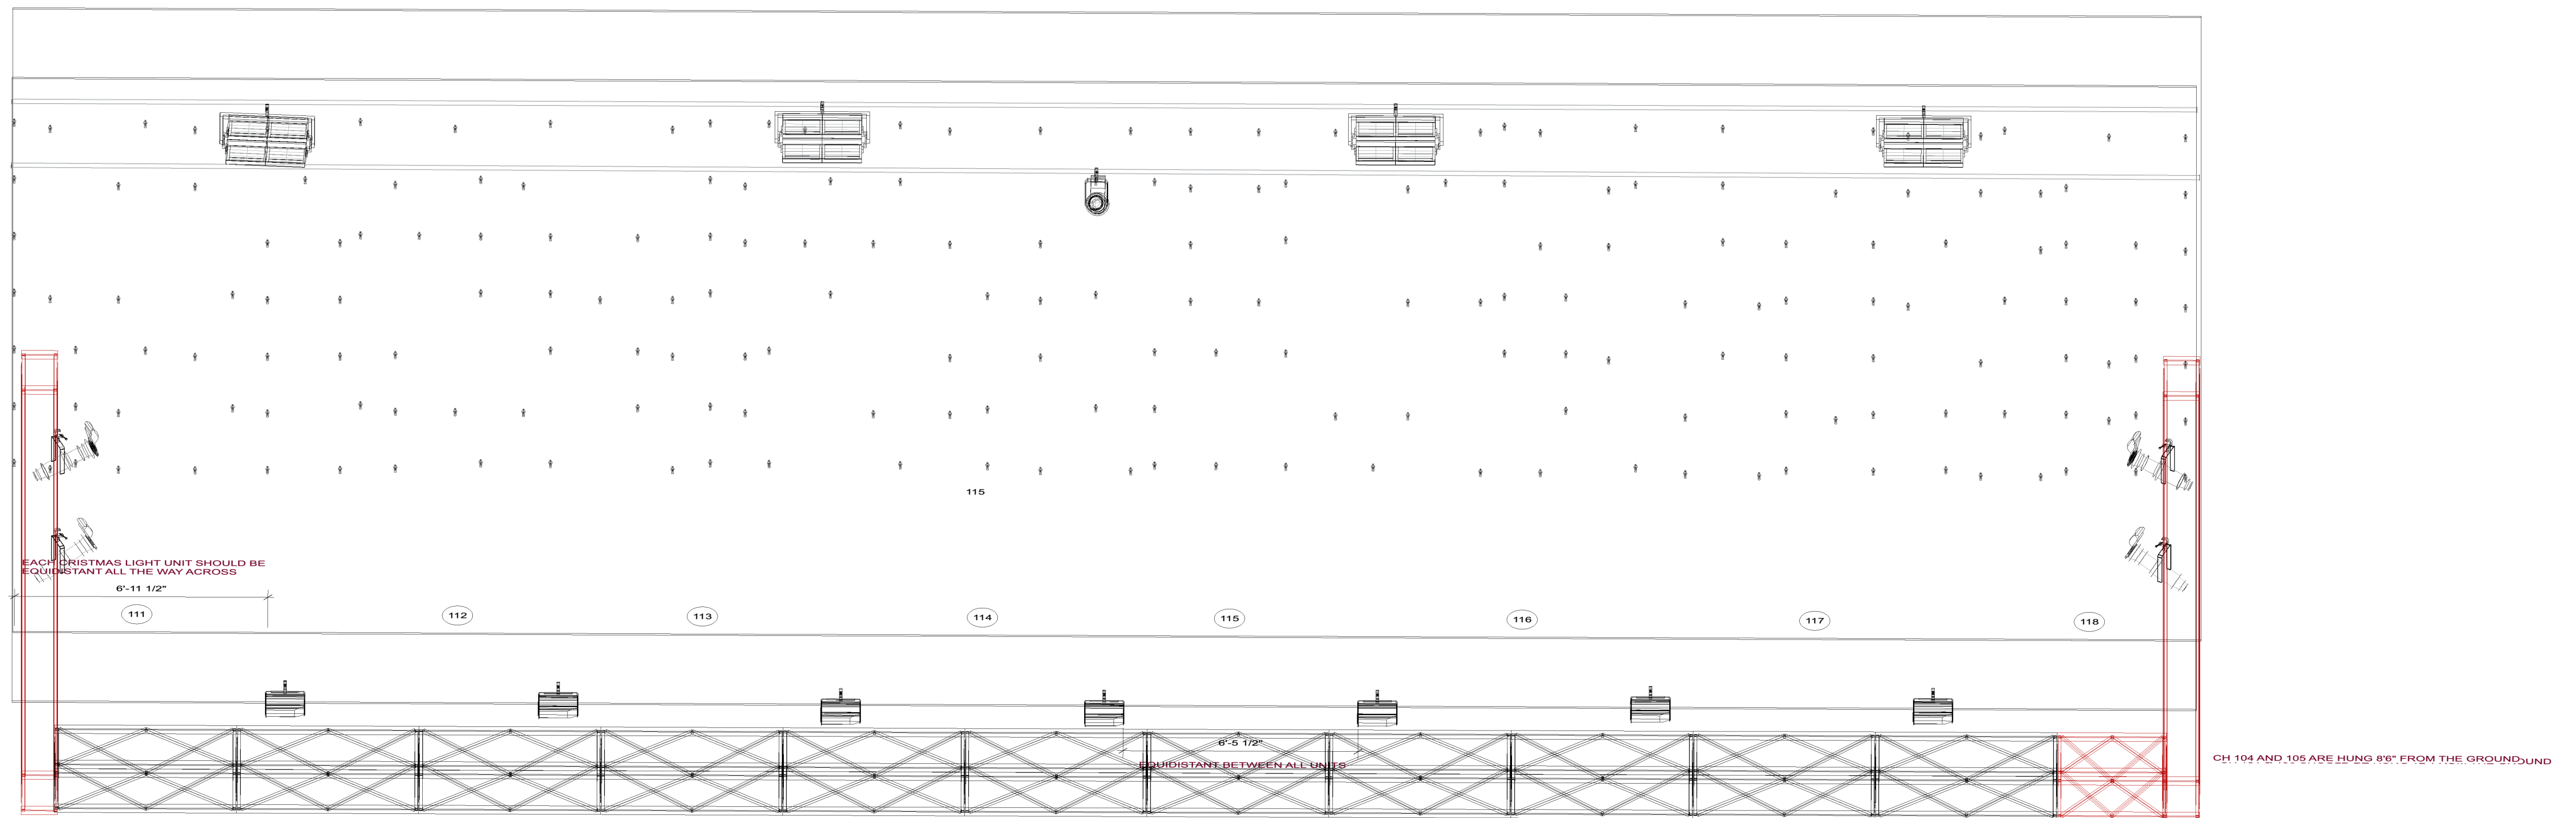 115
EACH CRISTMAS LIGHT UNIT SHOULD BE
EQUIDISTANT ALL THE WAY ACROSS
6'-11 1/2"
111
112
113
114
115
116
117
118
6'-5 1/2"
EQUIDISTANT BETWEEN ALL UNITS
CH 104 AND 105 ARE HUNG 8'6" FROM THE GROUND